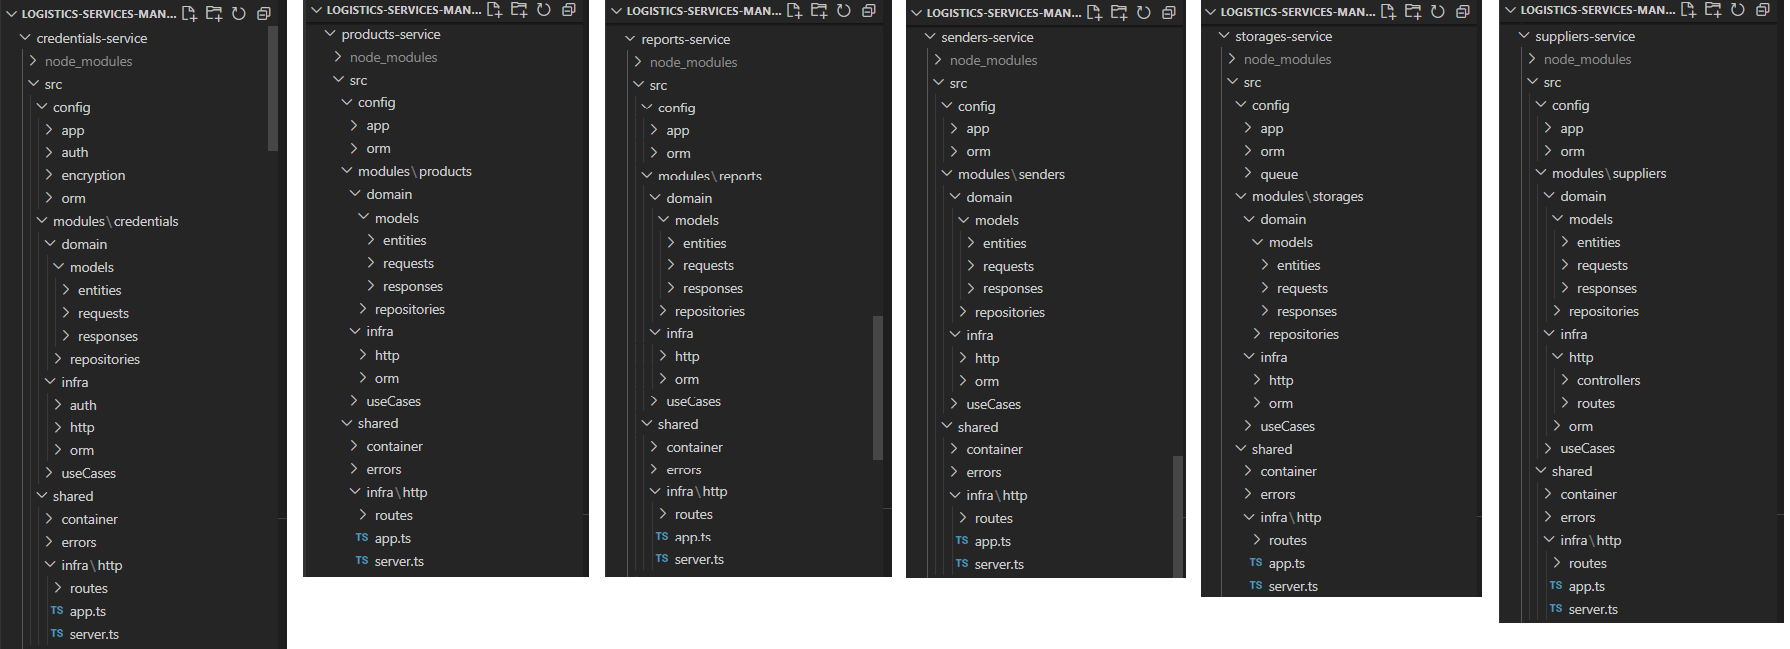 LOGISTICS-SERVICES-MAN...
credentials-service
node_modules
src
config
app
auth
encryption
orm
modules\credentials
domain
models
entities
requests
responses
repositories
infra
auth
http
orm
useCases
shared
container
errors
infra\http
routes
TS app.ts
TS server.ts
LOGISTICS-SERVICES-MAN...
products-service
node_modules
src
config
app
orm
modules\products
domain
models
entities
requests
responses
repositories
infra
http
orm
useCases
shared
container
errors
infra\http
routes
TS app.ts
TS server.ts
LOGISTICS-SERVICES-MAN...
reports-service
node_modules
src
config
app
orm
modules\reports
domain
models
entities
requests
responses
repositories
infra
http
orm
useCases
shared
container
errors
infra\http
routes
TS app.ts
TS server.ts
LOGISTICS-SERVICES-MAN...
senders-service
node_modules
src
config
app
orm
modules\senders
domain
models
entities
requests
responses
repositories
infra
http
orm
useCases
shared
container
errors
infra\http
routes
TS app.ts
TS server.ts
LOGISTICS-SERVICES-MAN...
storages-service
node_modules
src
config
app
orm
queue
modules\storages
domain
models
entities
requests
responses
repositories
infra
http
orm
useCases
shared
container
errors
infra\http
routes
TS app.ts
TS server.ts
LOGISTICS-SERVICES-MAN...
suppliers-service
node_modules
src
config
app
orm
modules\suppliers
domain
models
entities
requests
responses
repositories
infra
http
controllers
routes
orm
useCases
shared
container
errors
infra\http
routes
TS app.ts
TS server.ts